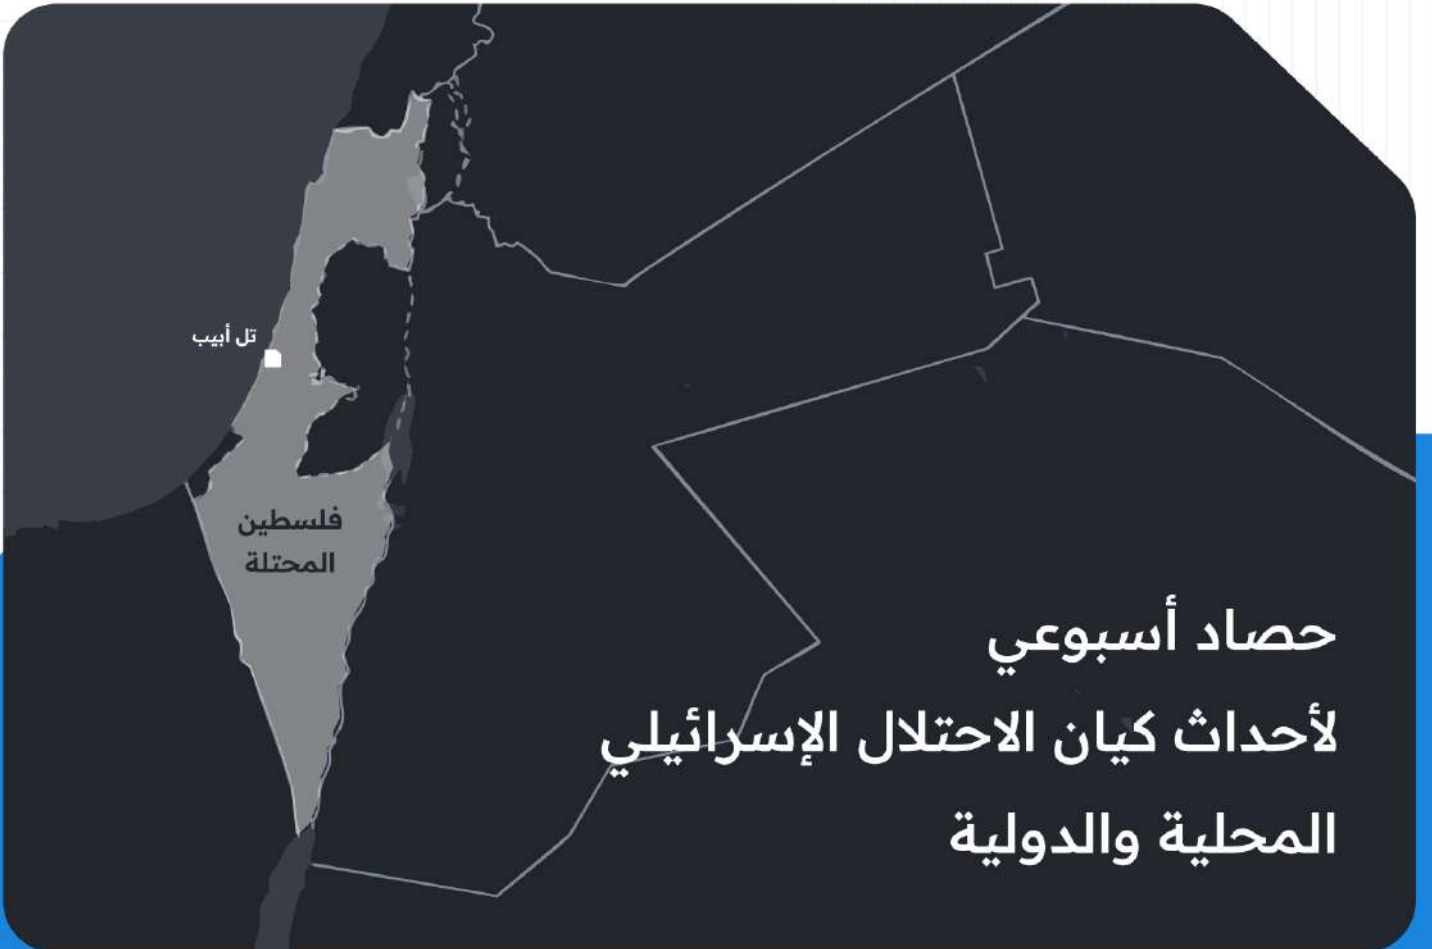 تل أبيب
فلسطين
المحتلة
حصاد أسبوعي
لأحداث كيان الاحتلال الإسرائيلي
المحلية والدولية